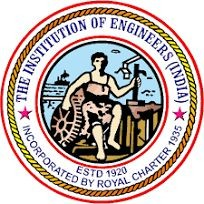 THE INSTITUTION OF ENGINEERS (INDIA)
ESTD 1920
INCORPORATED BY ROYAL CHARTER 1935